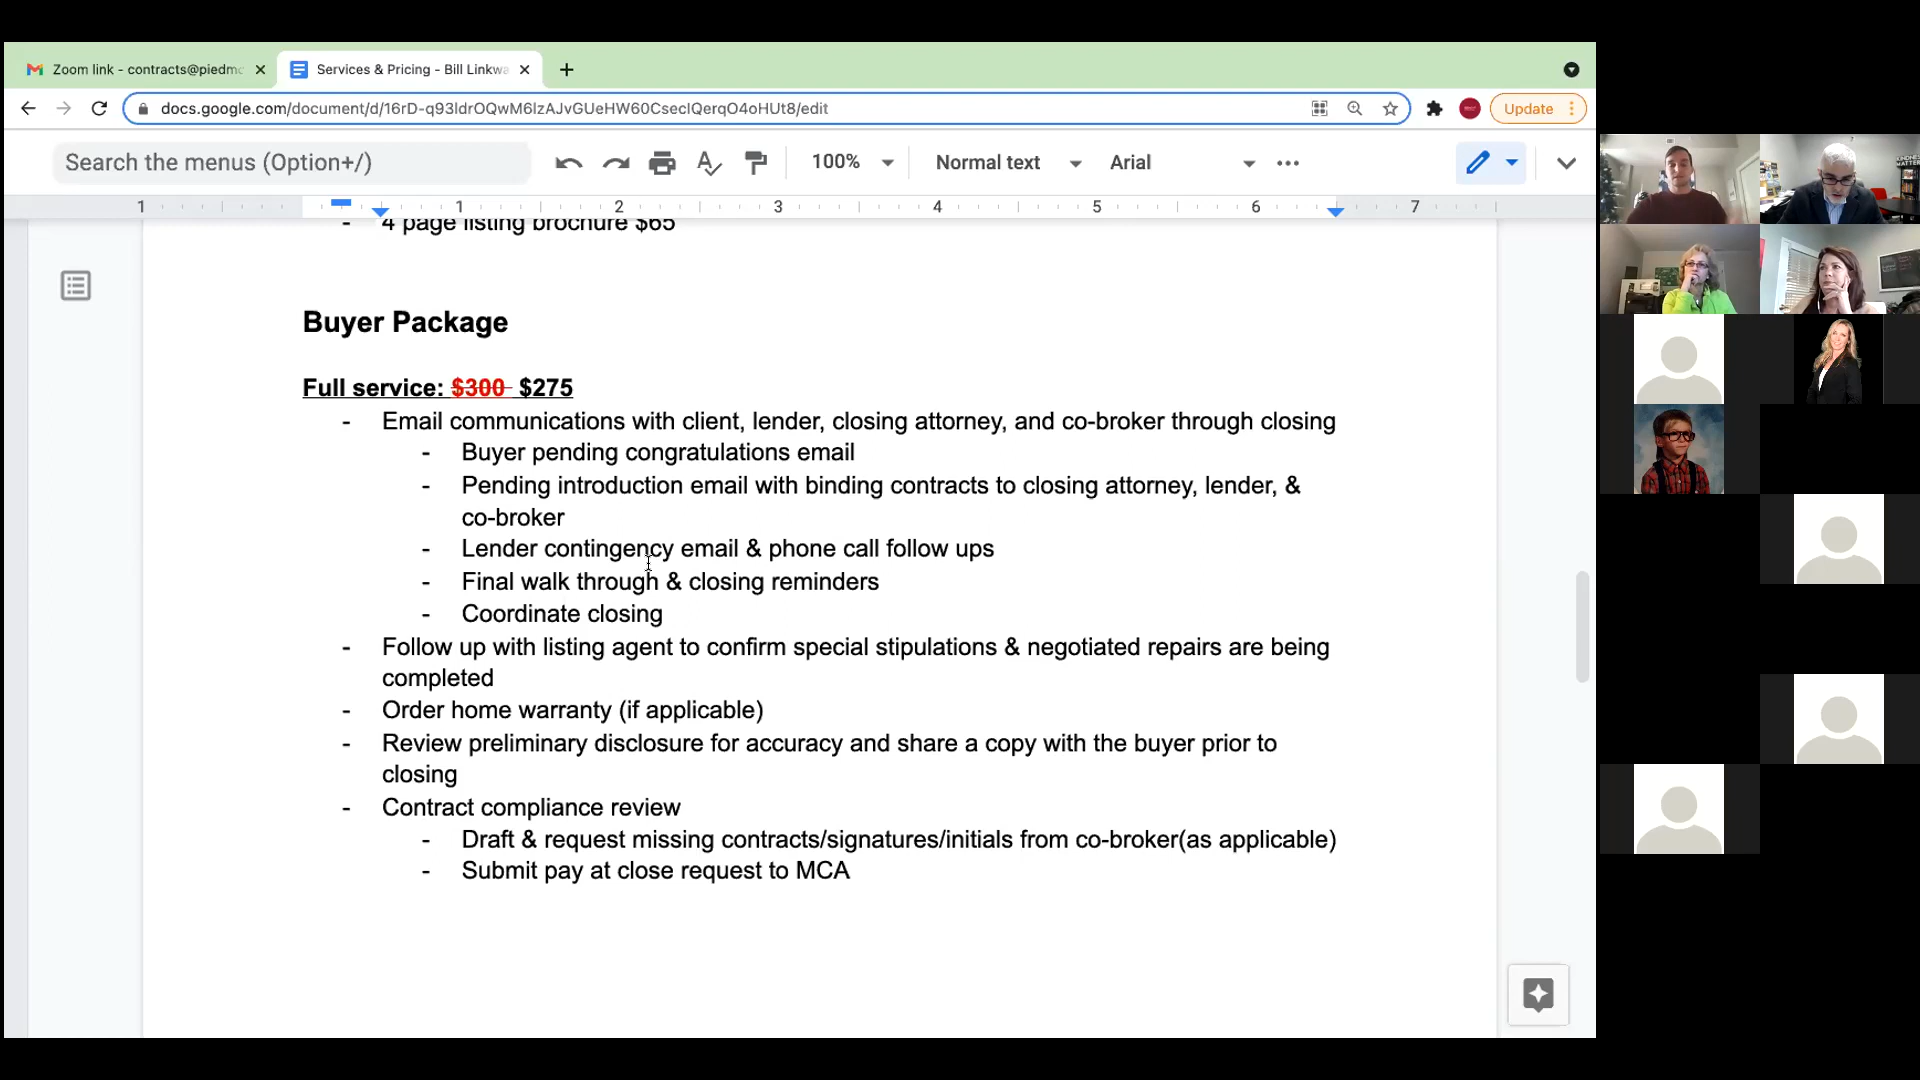 Zoom link - contracts@piedm
Services & Pricing - Bill Linkwa
docs.google.com/document/d/16rD-q93ldrOQwM6lzAJvGUeHW60CseclQerqO4oHUt8/edit
Update
Search the menus (Option+/)
100%
Normal text
Arial
1 1 2 3 4 5 6 7
- 4 page listing brochure $65
Buyer Package
Full service: $300 $275
- Email communications with client, lender, closing attorney, and co-broker through closing
- Buyer pending congratulations email
- Pending introduction email with binding contracts to closing attorney, lender, &
co-broker
- Lender contingency email & phone call follow ups
- Final walk through & closing reminders
- Coordinate closing
- Follow up with listing agent to confirm special stipulations & negotiated repairs are being
completed
- Order home warranty (if applicable)
- Review preliminary disclosure for accuracy and share a copy with the buyer prior to
closing
- Contract compliance review
- Draft & request missing contracts/signatures/initials from co-broker(as applicable)
- Submit pay at close request to MCA